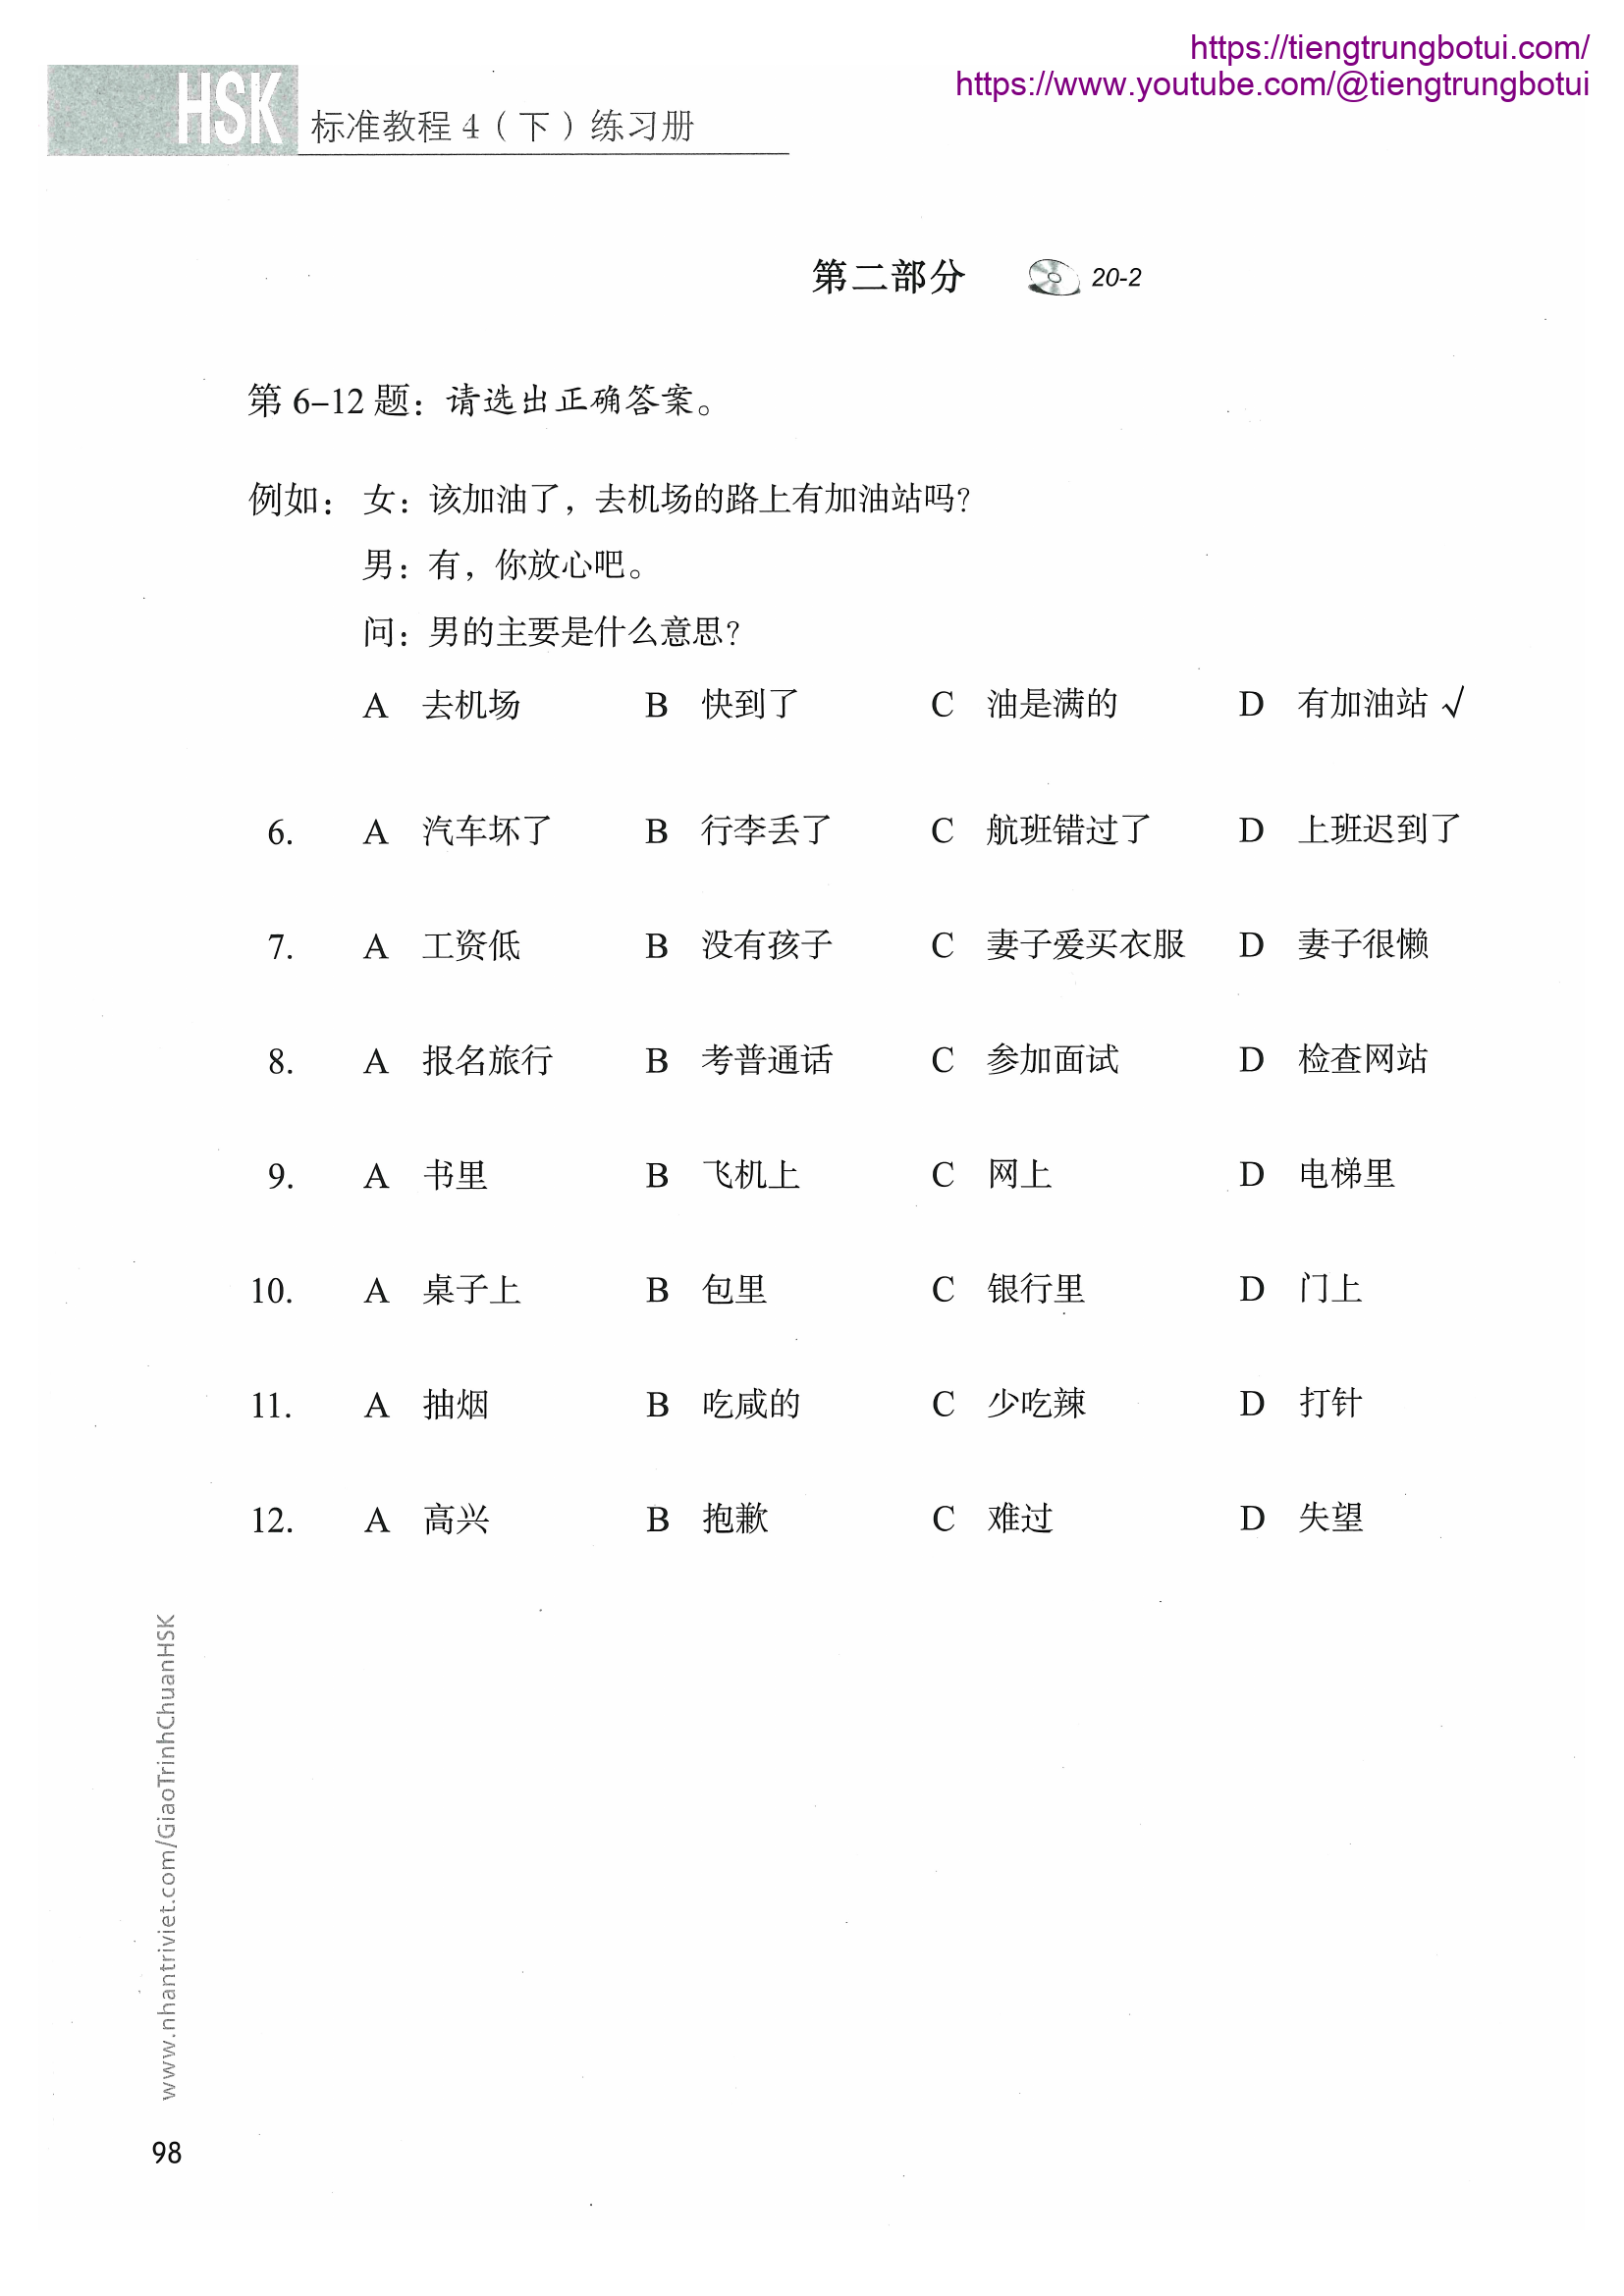 https://tiengtrungbotui.com/
https://www.youtube.com/@tiengtrungbotui
HSK 标准教程 4（下）练习册
第二部分 20-2
第 6–12 题：请选出正确答案。
例如： 女：该加油了，去机场的路上有加油站吗？
男：有，你放心吧。
问：男的主要是什么意思？
A 去机场 B 快到了 C 油是满的 D 有加油站 √
6. A 汽车坏了 B 行李丢了 C 航班错过了 D 上班迟到了
7. A 工资低 B 没有孩子 C 妻子爱买衣服 D 妻子很懒
8. A 报名旅行 B 考普通话 C 参加面试 D 检查网站
9. A 书里 B 飞机上 C 网上 D 电梯里
10. A 桌子上 B 包里 C 银行里 D 门上
11. A 抽烟 B 吃咸的 C 少吃辣 D 打针
12. A 高兴 B 抱歉 C 难过 D 失望
www.nhantriviet.com/GiaoTrinhChuanHSK
98